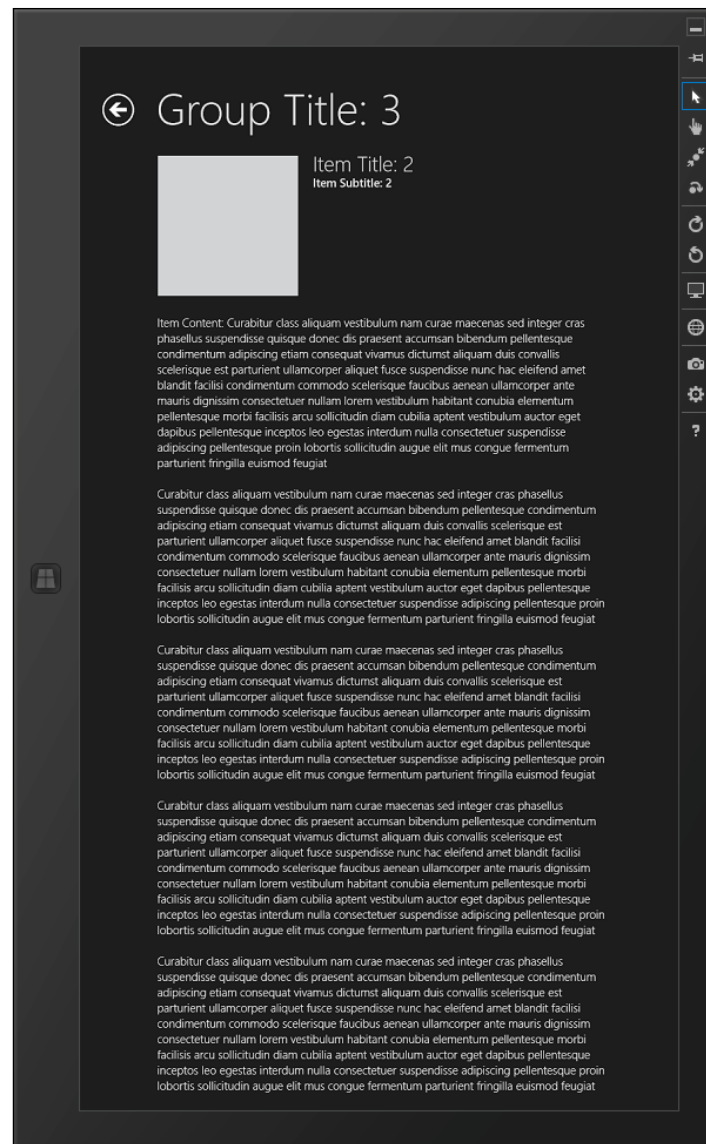 Group Title: 3
Item Title: 2
Item Subtitle: 2
Item Content: Curabitur class aliquam vestibulum nam curae maecenas sed integer cras
phasellus suspendisse quisque donec dis praesent accumsan bibendum pellentesque
condimentum adipiscing etiam consequat vivamus dictumst aliquam duis convallis
scelerisque est parturient ullamcorper aliquet fusce suspendisse nunc hac eleifend amet
blandit facilisi condimentum commodo scelerisque faucibus aenean ullamcorper ante
mauris dignissim consectetuer nullam lorem vestibulum habitant conubia elementum
pellentesque morbi facilisis arcu sollicitudin diam cubilia aptent vestibulum auctor eget
dapibus pellentesque inceptos leo egestas interdum nulla consectetuer suspendisse
adipiscing pellentesque proin lobortis sollicitudin augue elit mus congue fermentum
parturient fringilla euismod feugiat
Curabitur class aliquam vestibulum nam curae maecenas sed integer cras phasellus
suspendisse quisque donec dis praesent accumsan bibendum pellentesque condimentum
adipiscing etiam consequat vivamus dictumst aliquam duis convallis scelerisque est
parturient ullamcorper aliquet fusce suspendisse nunc hac eleifend amet blandit facilisi
condimentum commodo scelerisque faucibus aenean ullamcorper ante mauris dignissim
consectetuer nullam lorem vestibulum habitant conubia elementum pellentesque morbi
facilisis arcu sollicitudin diam cubilia aptent vestibulum auctor eget dapibus pellentesque
inceptos leo egestas interdum nulla consectetuer suspendisse adipiscing pellentesque proin
lobortis sollicitudin augue elit mus congue fermentum parturient fringilla euismod feugiat
Curabitur class aliquam vestibulum nam curae maecenas sed integer cras phasellus
suspendisse quisque donec dis praesent accumsan bibendum pellentesque condimentum
adipiscing etiam consequat vivamus dictumst aliquam duis convallis scelerisque est
parturient ullamcorper aliquet fusce suspendisse nunc hac eleifend amet blandit facilisi
condimentum commodo scelerisque faucibus aenean ullamcorper ante mauris dignissim
consectetuer nullam lorem vestibulum habitant conubia elementum pellentesque morbi
facilisis arcu sollicitudin diam cubilia aptent vestibulum auctor eget dapibus pellentesque
inceptos leo egestas interdum nulla consectetuer suspendisse adipiscing pellentesque proin
lobortis sollicitudin augue elit mus congue fermentum parturient fringilla euismod feugiat
Curabitur class aliquam vestibulum nam curae maecenas sed integer cras phasellus
suspendisse quisque donec dis praesent accumsan bibendum pellentesque condimentum
adipiscing etiam consequat vivamus dictumst aliquam duis convallis scelerisque est
parturient ullamcorper aliquet fusce suspendisse nunc hac eleifend amet blandit facilisi
condimentum commodo scelerisque faucibus aenean ullamcorper ante mauris dignissim
consectetuer nullam lorem vestibulum habitant conubia elementum pellentesque morbi
facilisis arcu sollicitudin diam cubilia aptent vestibulum auctor eget dapibus pellentesque
inceptos leo egestas interdum nulla consectetuer suspendisse adipiscing pellentesque proin
lobortis sollicitudin augue elit mus congue fermentum parturient fringilla euismod feugiat
Curabitur class aliquam vestibulum nam curae maecenas sed integer cras phasellus
suspendisse quisque donec dis praesent accumsan bibendum pellentesque condimentum
adipiscing etiam consequat vivamus dictumst aliquam duis convallis scelerisque est
parturient ullamcorper aliquet fusce suspendisse nunc hac eleifend amet blandit facilisi
condimentum commodo scelerisque faucibus aenean ullamcorper ante mauris dignissim
consectetuer nullam lorem vestibulum habitant conubia elementum pellentesque morbi
facilisis arcu sollicitudin diam cubilia aptent vestibulum auctor eget dapibus pellentesque
inceptos leo egestas interdum nulla consectetuer suspendisse adipiscing pellentesque proin
lobortis sollicitudin augue elit mus congue fermentum parturient fringilla euismod feugiat